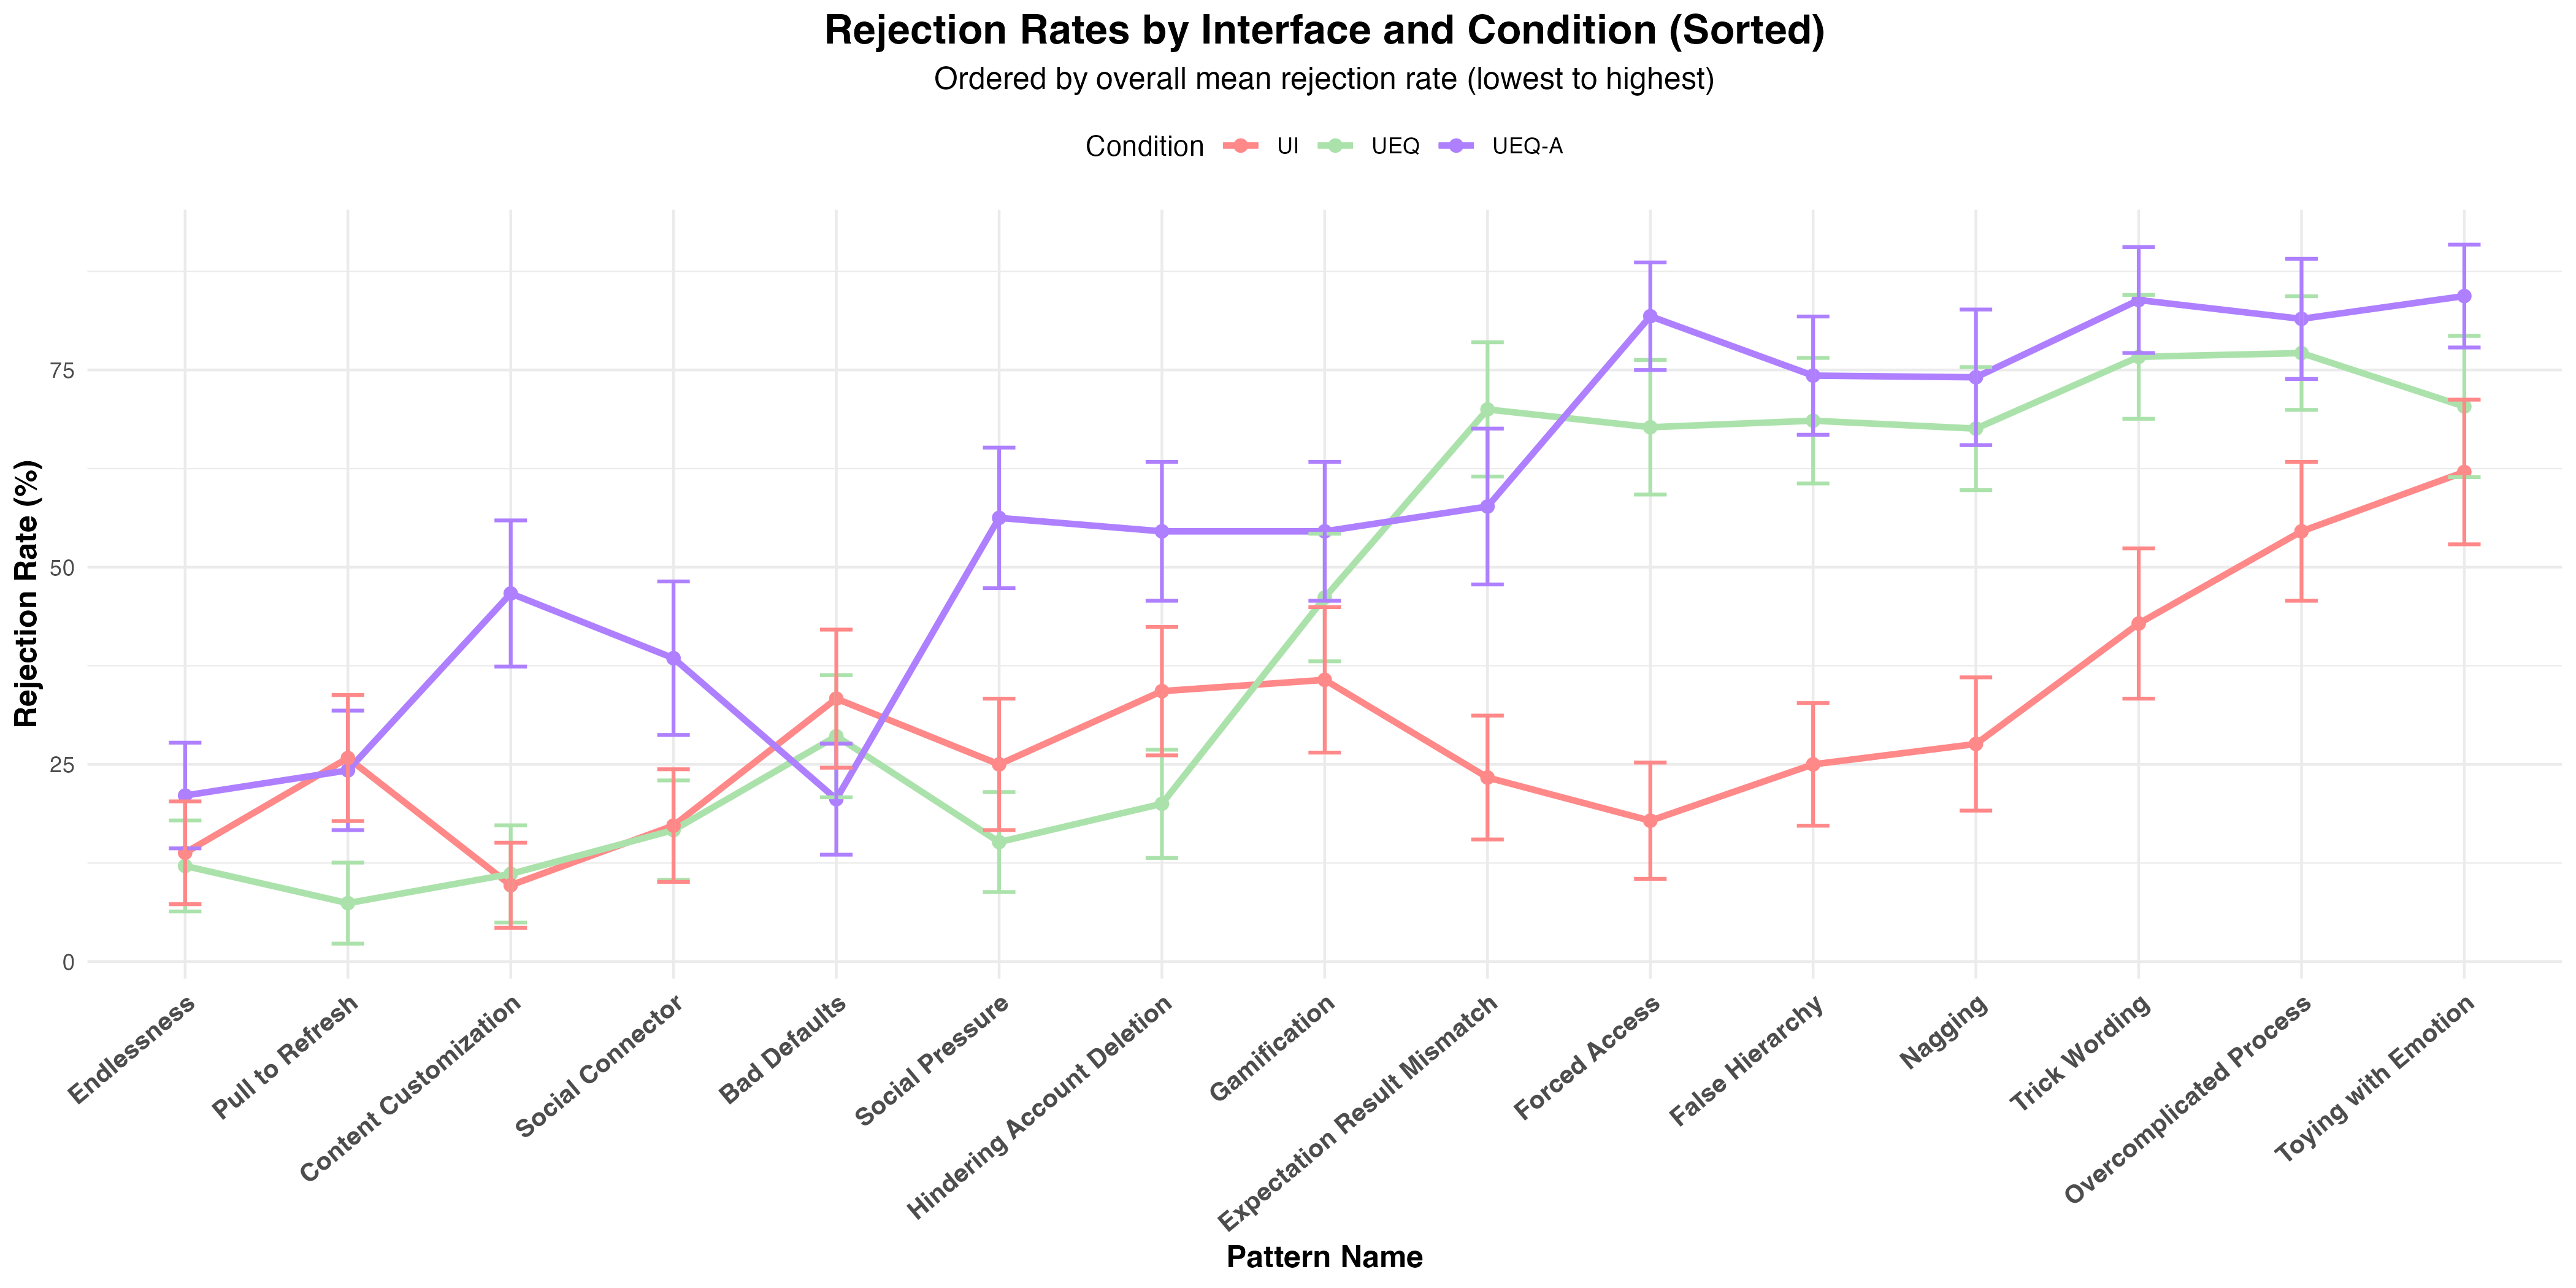 Rejection Rates by Interface and Condition (Sorted)
Ordered by overall mean rejection rate (lowest to highest)
Condition UI UEQ UEQ-A
Rejection Rate (%)
75
50
25
0
Endlessness
Pull to Refresh
Content Customization
Social Connector
Bad Defaults
Social Pressure
Hindering Account Deletion
Gamification
Expectation Result Mismatch
Forced Access
False Hierarchy
Nagging
Trick Wording
Overcomplicated Process
Toying with Emotion
Pattern Name